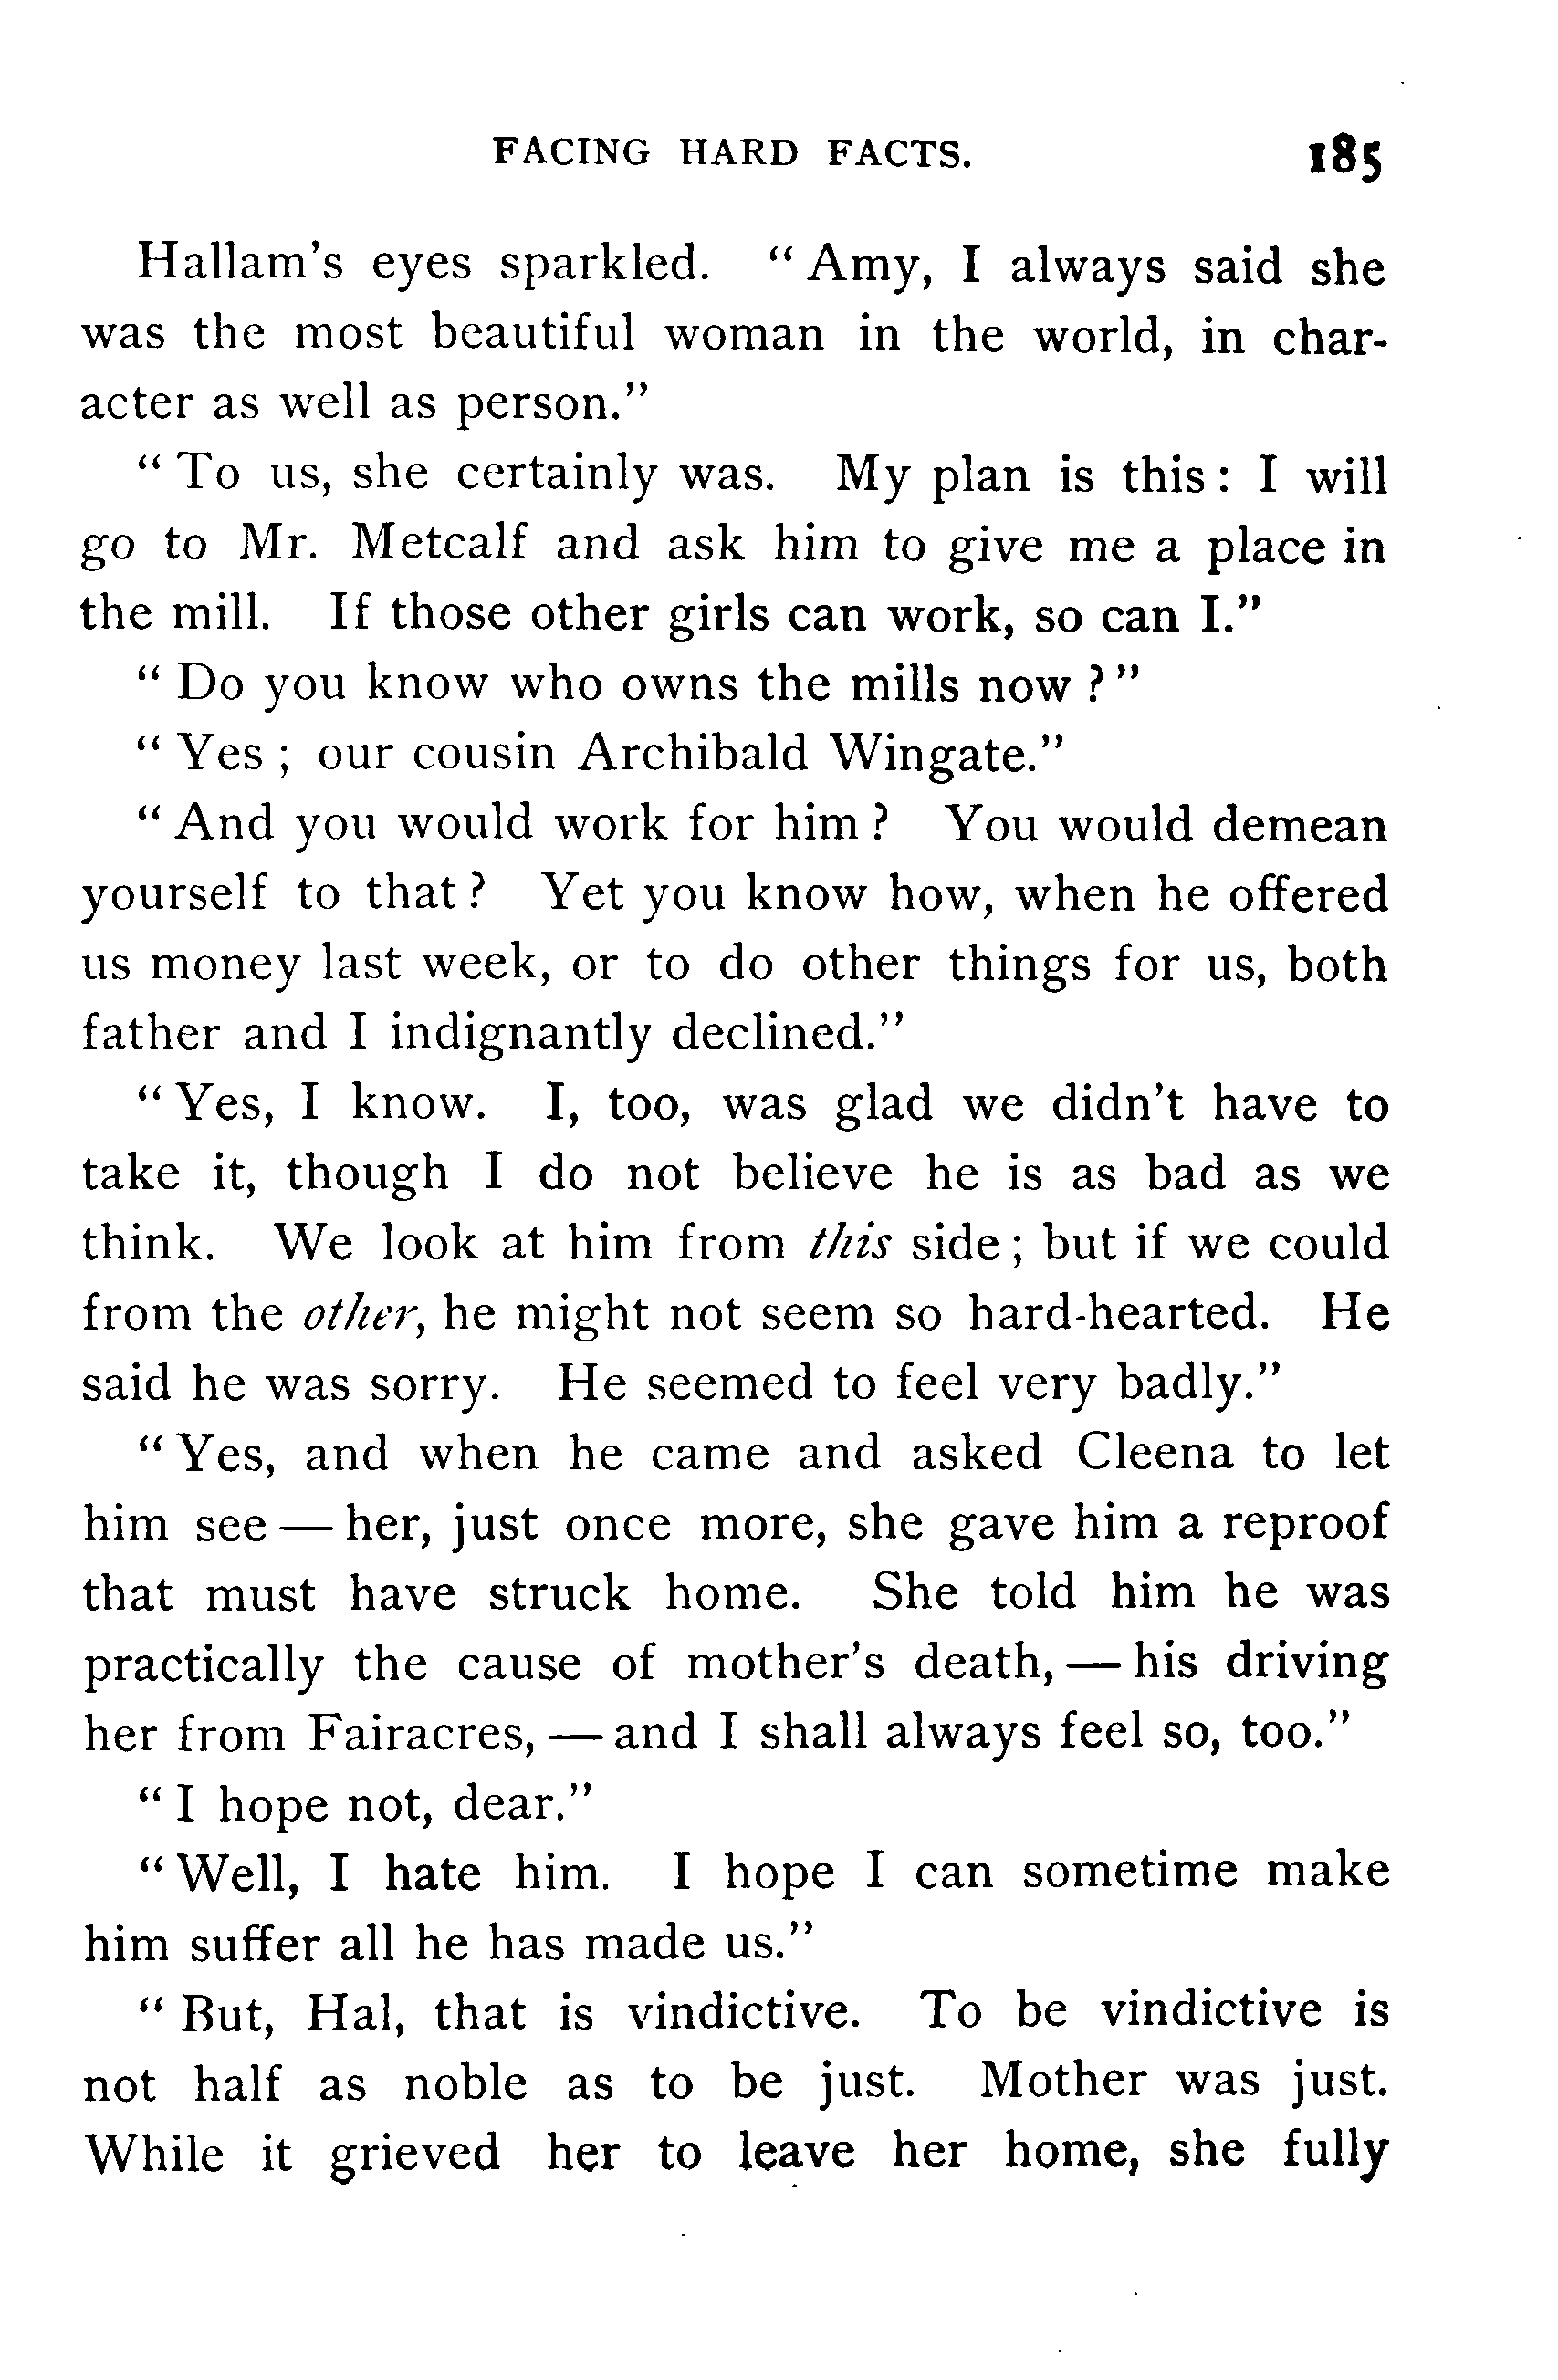 FACING HARD FACTS. 185
Hallam's eyes sparkled. "Amy, I always said she
was the most beautiful woman in the world, in char-
acter as well as person."
"To us, she certainly was. My plan is this: I will
go to Mr. Metcalf and ask him to give me a place in
the mill. If those other girls can work, so can I."
"Do you know who owns the mills now?"
"Yes; our cousin Archibald Wingate."
"And you would work for him? You would demean
yourself to that? Yet you know how, when he offered
us money last week, or to do other things for us, both
father and I indignantly declined."
"Yes, I know. I, too, was glad we didn't have to
take it, though I do not believe he is as bad as we
think. We look at him from this side; but if we could
from the other, he might not seem so hard-hearted. He
said he was sorry. He seemed to feel very badly."
"Yes, and when he came and asked Cleena to let
him see — her, just once more, she gave him a reproof
that must have struck home. She told him he was
practically the cause of mother's death, — his driving
her from Fairacres, — and I shall always feel so, too."
"I hope not, dear."
"Well, I hate him. I hope I can sometime make
him suffer all he has made us."
"But, Hal, that is vindictive. To be vindictive is
not half as noble as to be just. Mother was just.
While it grieved her to leave her home, she fully